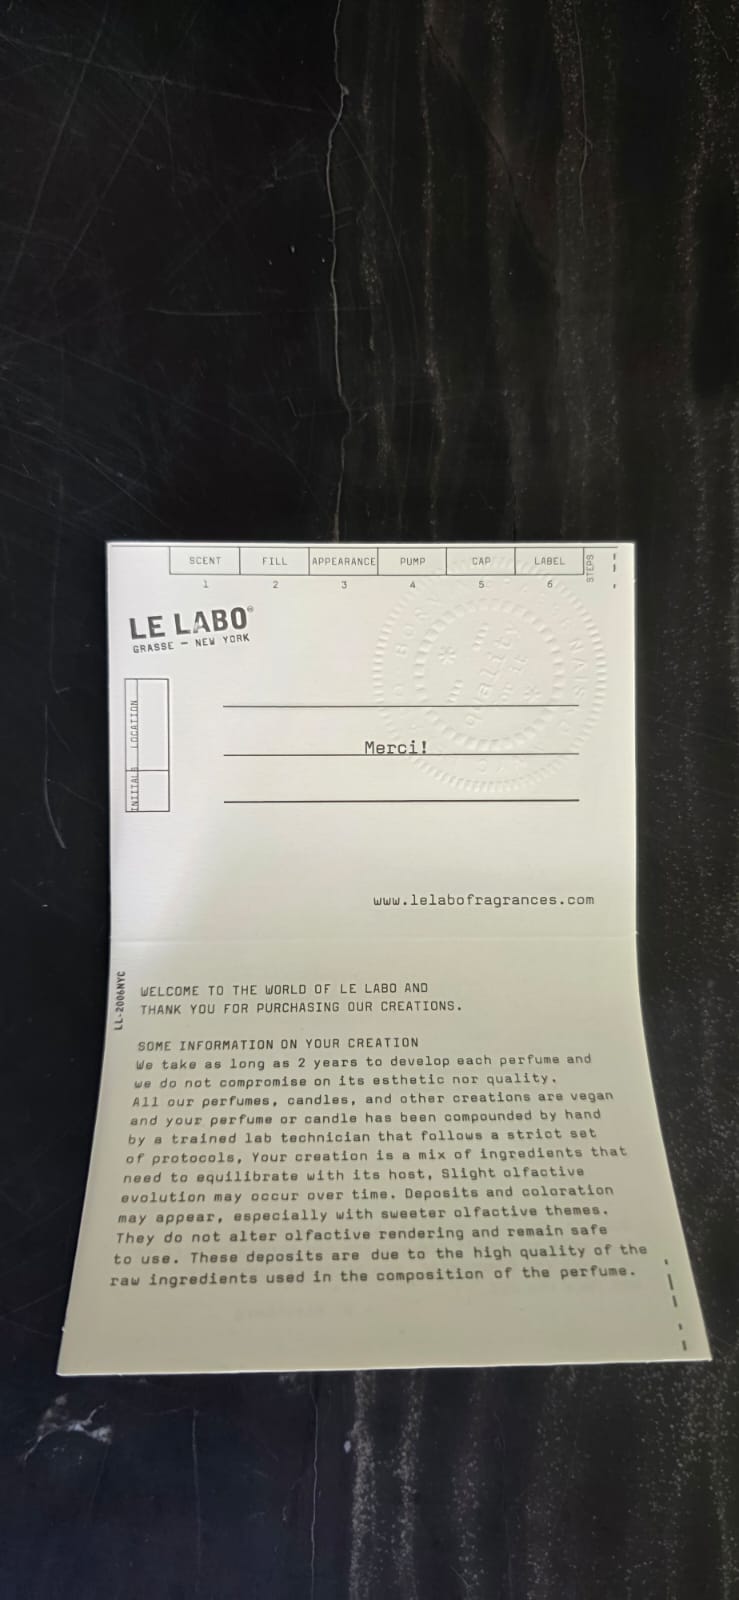 SCENT FILL APPEARANCE PUMP CAP LABEL STEPS
1 2 3 4 5 6
LE LABO®
GRASSE — NEW YORK
LOCATION
INITIALS
Merci!
www.lelabofragrances.com
LL-2006NYC
WELCOME TO THE WORLD OF LE LABO AND
THANK YOU FOR PURCHASING OUR CREATIONS.
SOME INFORMATION ON YOUR CREATION
We take as long as 2 years to develop each perfume and
we do not compromise on its esthetic nor quality.
All our perfumes, candles, and other creations are vegan
and your perfume or candle has been compounded by hand
by a trained lab technician that follows a strict set
of protocols, Your creation is a mix of ingredients that
need to equilibrate with its host, Slight olfactive
evolution may occur over time. Deposits and coloration
may appear, especially with sweeter olfactive themes.
They do not alter olfactive rendering and remain safe
to use. These deposits are due to the high quality of the
raw ingredients used in the composition of the perfume.